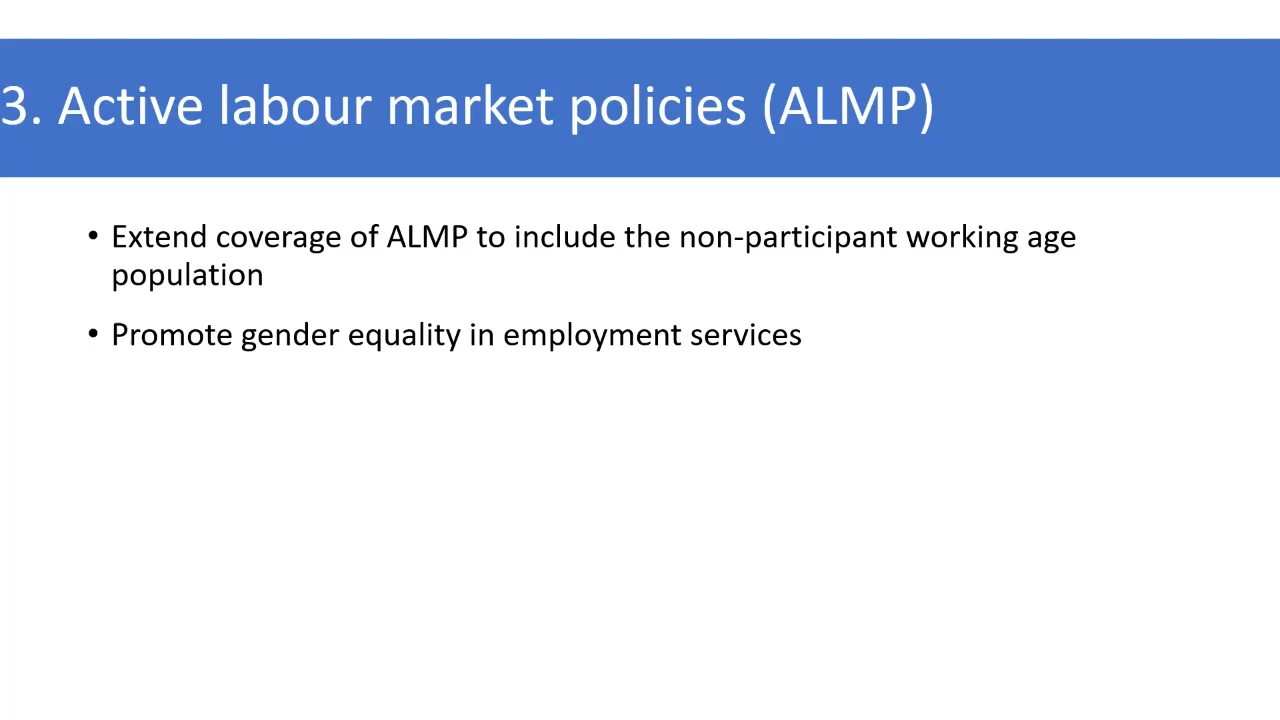 3. Active labour market policies (ALMP)
• Extend coverage of ALMP to include the non-participant working age
population
• Promote gender equality in employment services